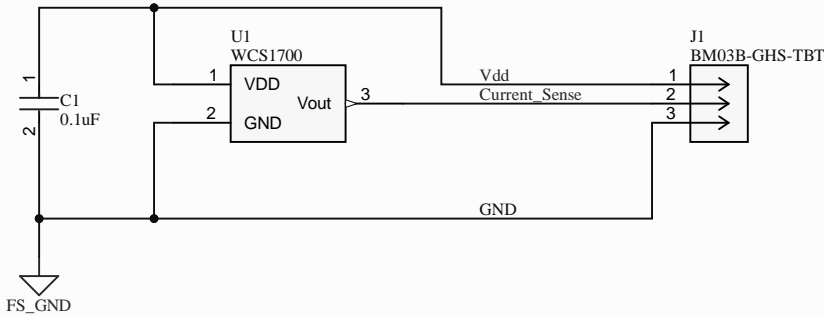 U1
WCS1700
J1
BM03B-GHS-TBT
1
C1
0.1uF
2
1
VDD
2
GND
Vout
3
Vdd
Current_Sense
GND
1
2
3
FS_GND